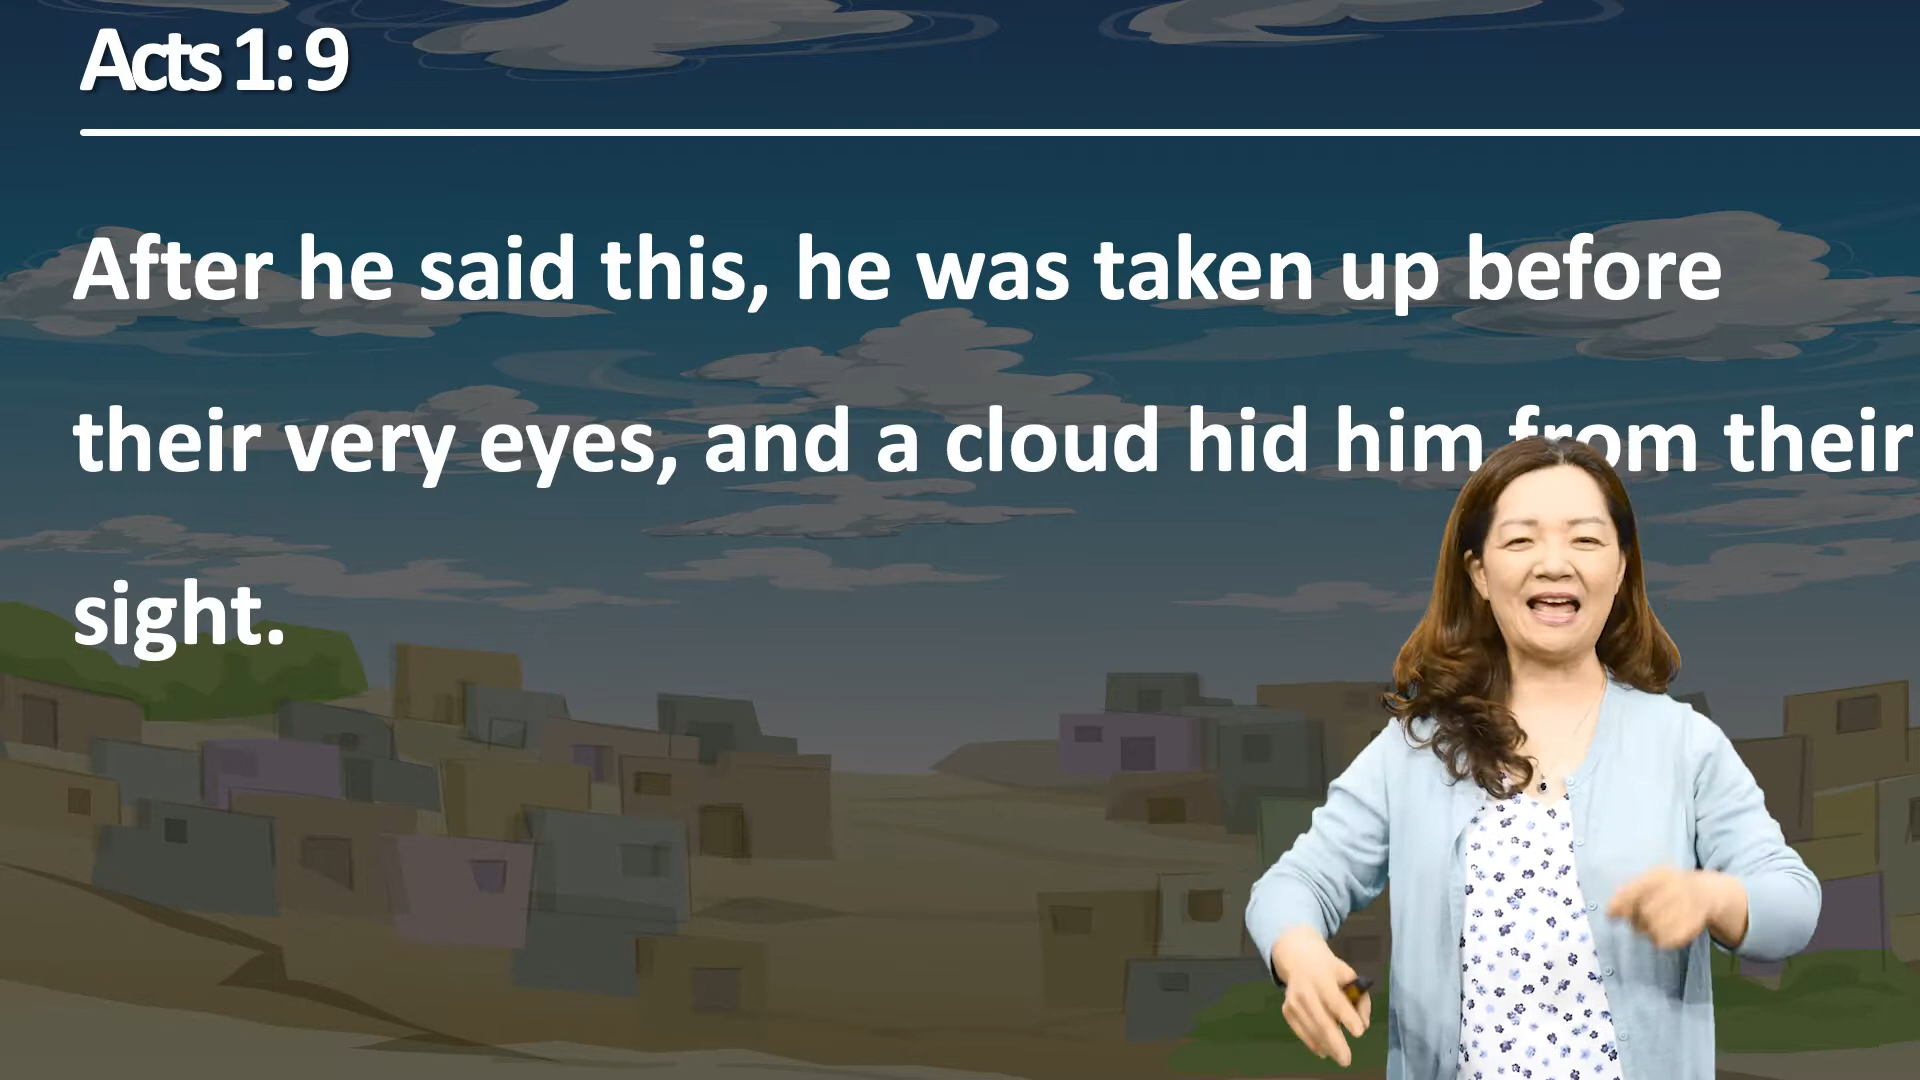 Acts 1:9
After he said this, he was taken up before
their very eyes, and a cloud hid him from their
sight.